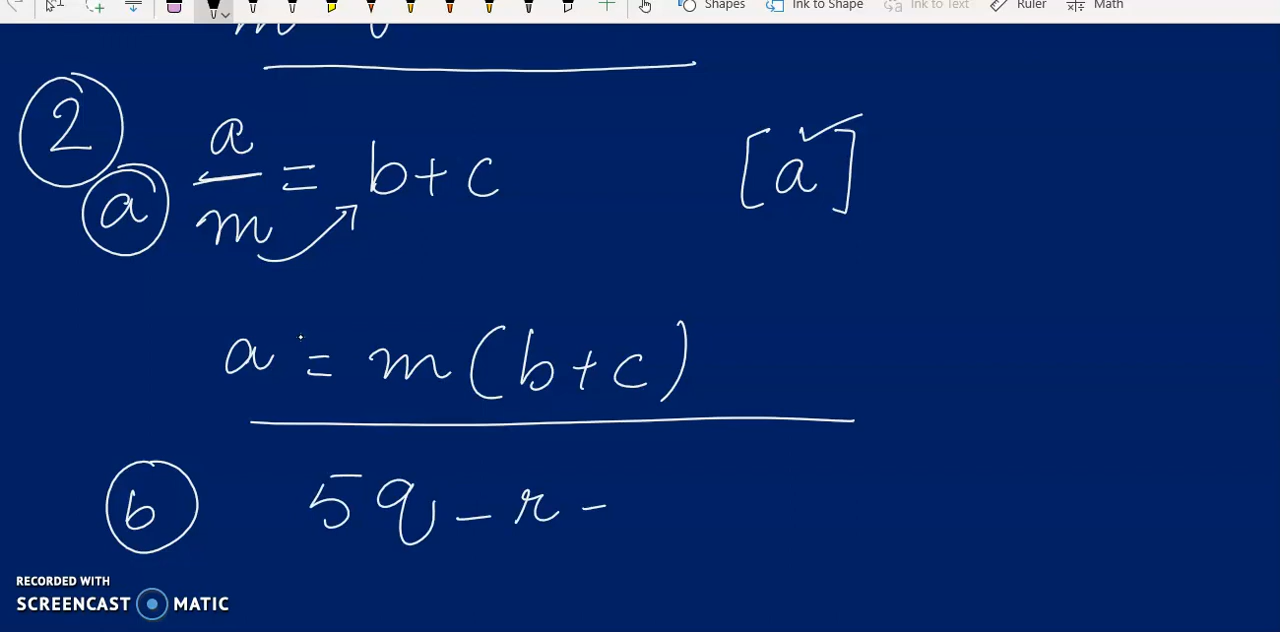 Shapes Ink to Shape Ink to Text Ruler Math
2
a a/m = b+c [a]
a = m(b+c)
b 5q - r -
RECORDED WITH
SCREENCAST MATIC